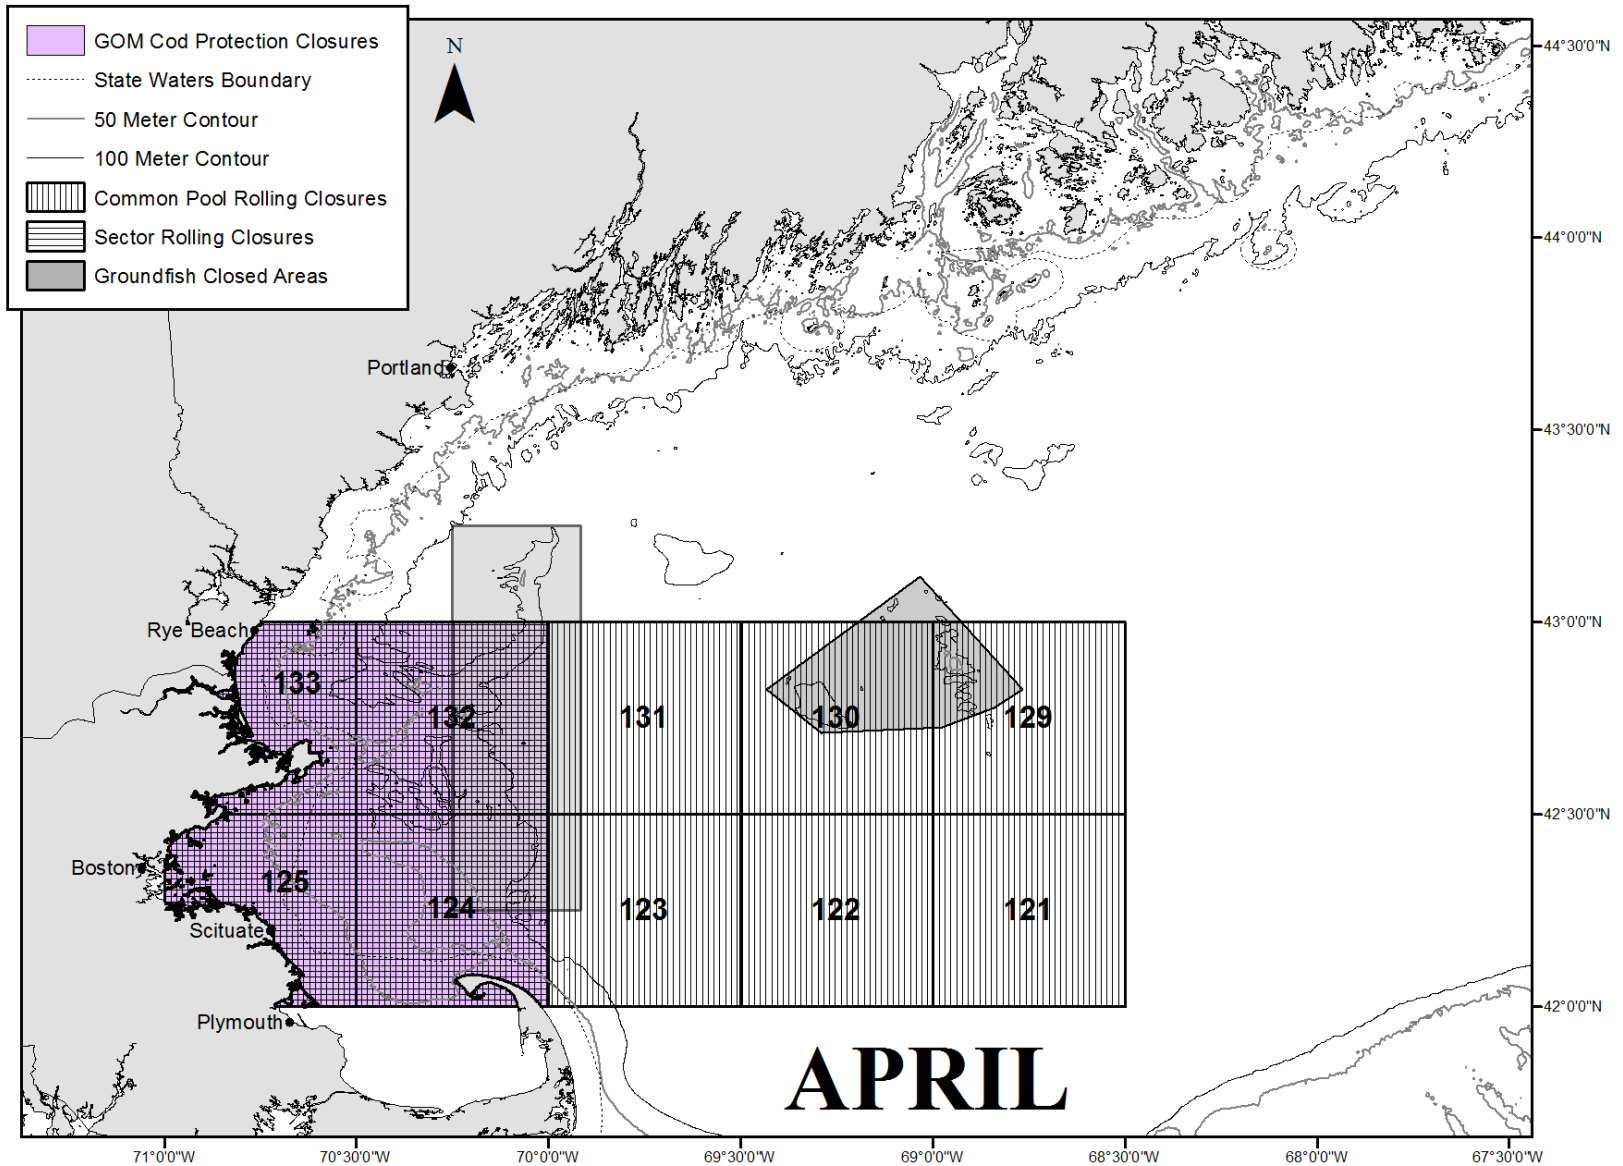 GOM Cod Protection Closures
State Waters Boundary
50 Meter Contour
100 Meter Contour
Common Pool Rolling Closures
Sector Rolling Closures
Groundfish Closed Areas
N
44°30'0"N
44°0'0"N
43°30'0"N
43°0'0"N
42°30'0"N
42°0'0"N
Portland
Rye Beach
133
132
131
130
129
Boston
125
124
123
122
121
Scituate
Plymouth
APRIL
71°0'0"W
70°30'0"W
70°0'0"W
69°30'0"W
69°0'0"W
68°30'0"W
68°0'0"W
67°30'0"W